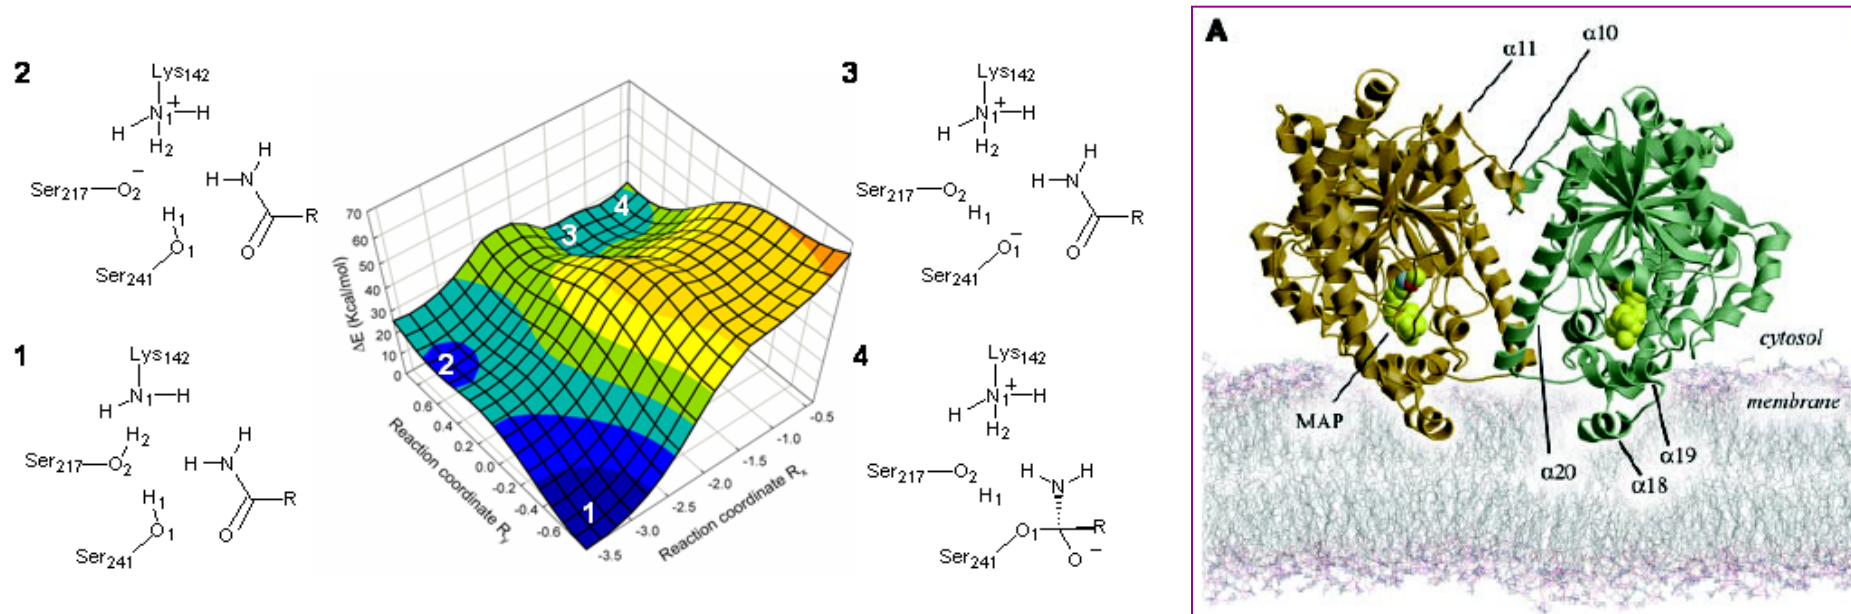 2
Lys142
N1 + H
H
H2
Ser217 O2 −
H N H
H1
R
O1
O
Ser241
1
Lys142
N1 H
H
H2
Ser217 O2
H N H
H1
R
O1
O
Ser241
ΔE (Kcal/mol)
70
60
50
40
30
20
10
0
Reaction coordinate Ry
0.6
0.4
0.2
0.0
-0.2
-0.4
-0.6
Reaction coordinate Rx
-3.5
-3.0
-2.5
-2.0
-1.5
-1.0
-0.5
1
2
3
4
3
Lys142
N1 + H
H
H2
Ser217 O2
H N H
H1
R
O1 −
O
Ser241
4
Lys142
N1 + H
H
H2
Ser217 O2
H N H
H1
O1 R
Ser241
O −
A
α11
α10
cytosol
membrane
MAP
α20
α19
α18